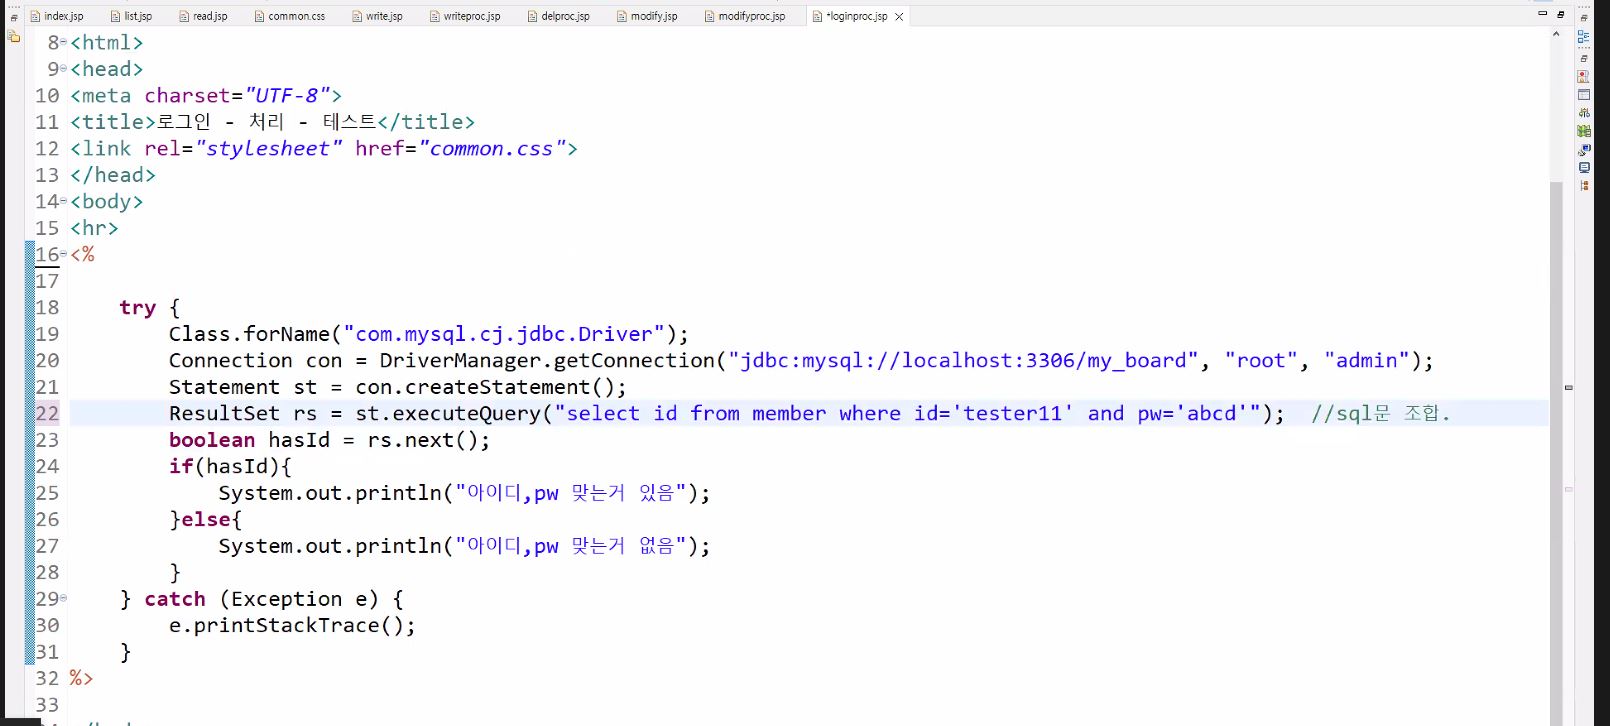 index.jsp list.jsp read.jsp common.css write.jsp writeproc.jsp delproc.jsp modify.jsp modifyproc.jsp *loginproc.jsp
8 <html>
9 <head>
10 <meta charset="UTF-8">
11 <title>로그인 - 처리 - 테스트</title>
12 <link rel="stylesheet" href="common.css">
13 </head>
14 <body>
15 <hr>
16 <%
17
18     try {
19         Class.forName("com.mysql.cj.jdbc.Driver");
20         Connection con = DriverManager.getConnection("jdbc:mysql://localhost:3306/my_board", "root", "admin");
21         Statement st = con.createStatement();
22         ResultSet rs = st.executeQuery("select id from member where id='tester11' and pw='abcd'");  //sql문 조합.
23         boolean hasId = rs.next();
24         if(hasId){
25             System.out.println("아이디,pw 맞는거 있음");
26         }else{
27             System.out.println("아이디,pw 맞는거 없음");
28         }
29     } catch (Exception e) {
30         e.printStackTrace();
31     }
32 %>
33